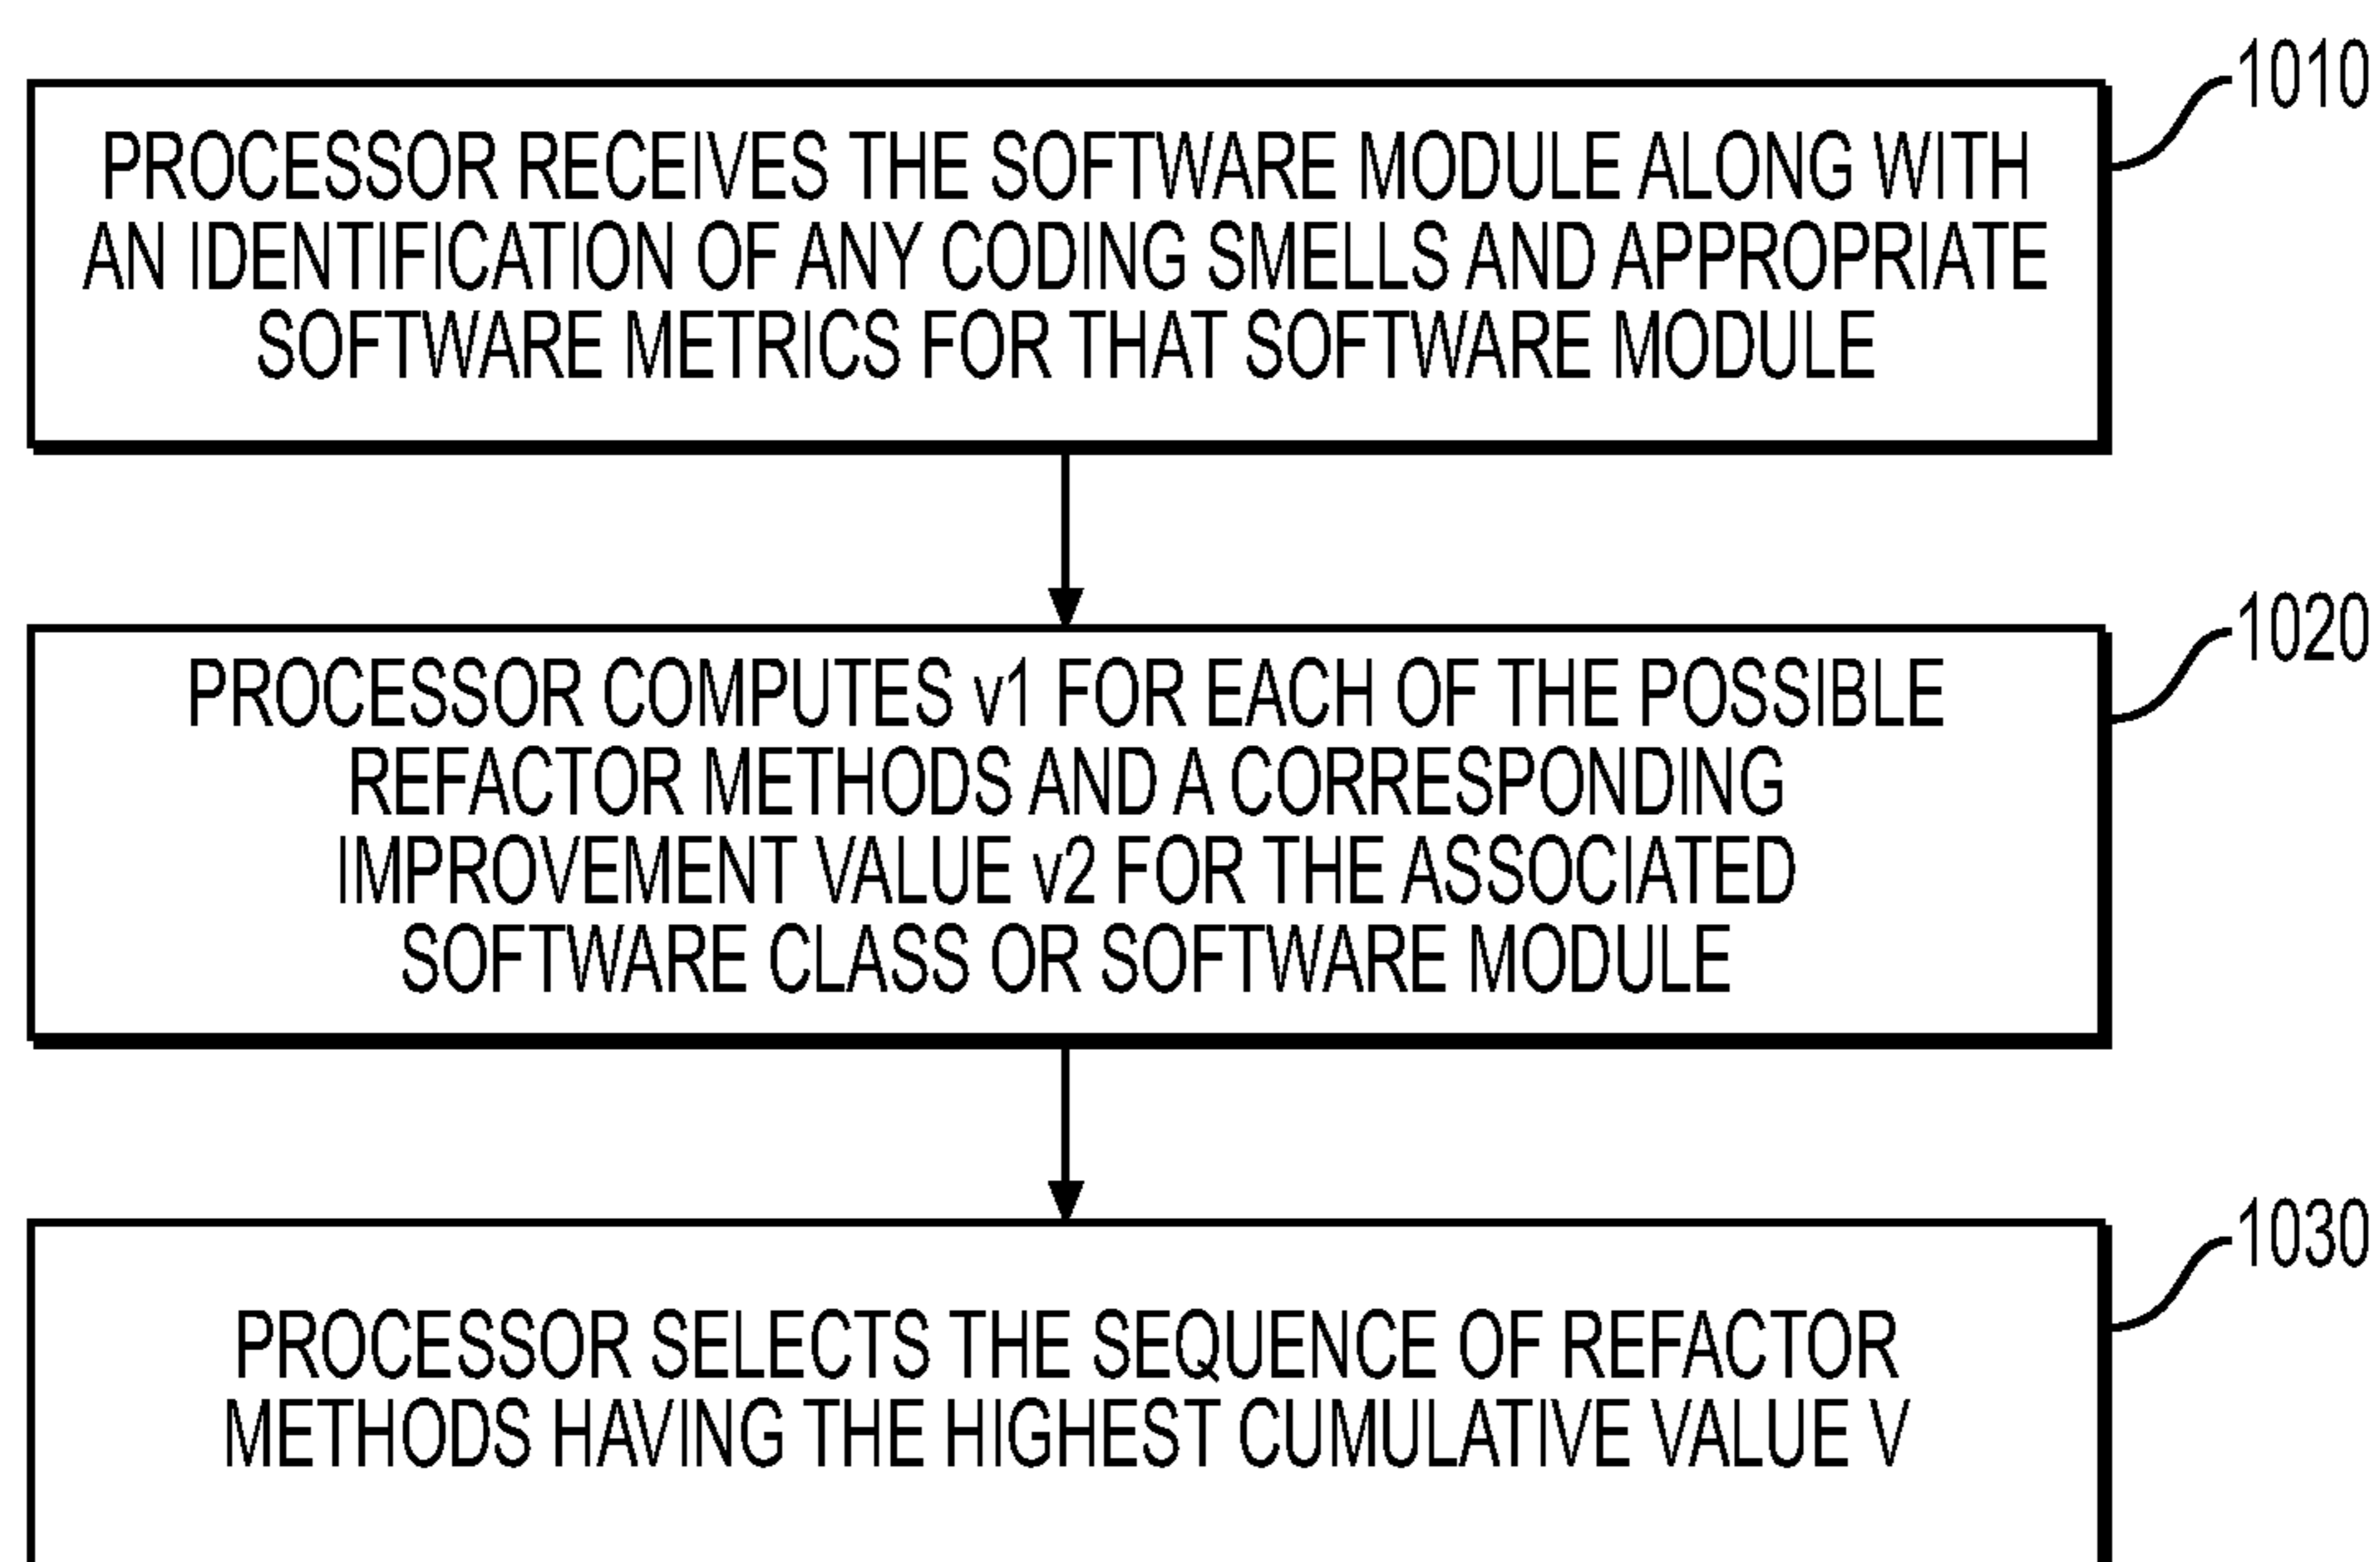 1010
PROCESSOR RECEIVES THE SOFTWARE MODULE ALONG WITH
AN IDENTIFICATION OF ANY CODING SMELLS AND APPROPRIATE
SOFTWARE METRICS FOR THAT SOFTWARE MODULE
1020
PROCESSOR COMPUTES v1 FOR EACH OF THE POSSIBLE
REFACTOR METHODS AND A CORRESPONDING
IMPROVEMENT VALUE v2 FOR THE ASSOCIATED
SOFTWARE CLASS OR SOFTWARE MODULE
1030
PROCESSOR SELECTS THE SEQUENCE OF REFACTOR
METHODS HAVING THE HIGHEST CUMULATIVE VALUE V